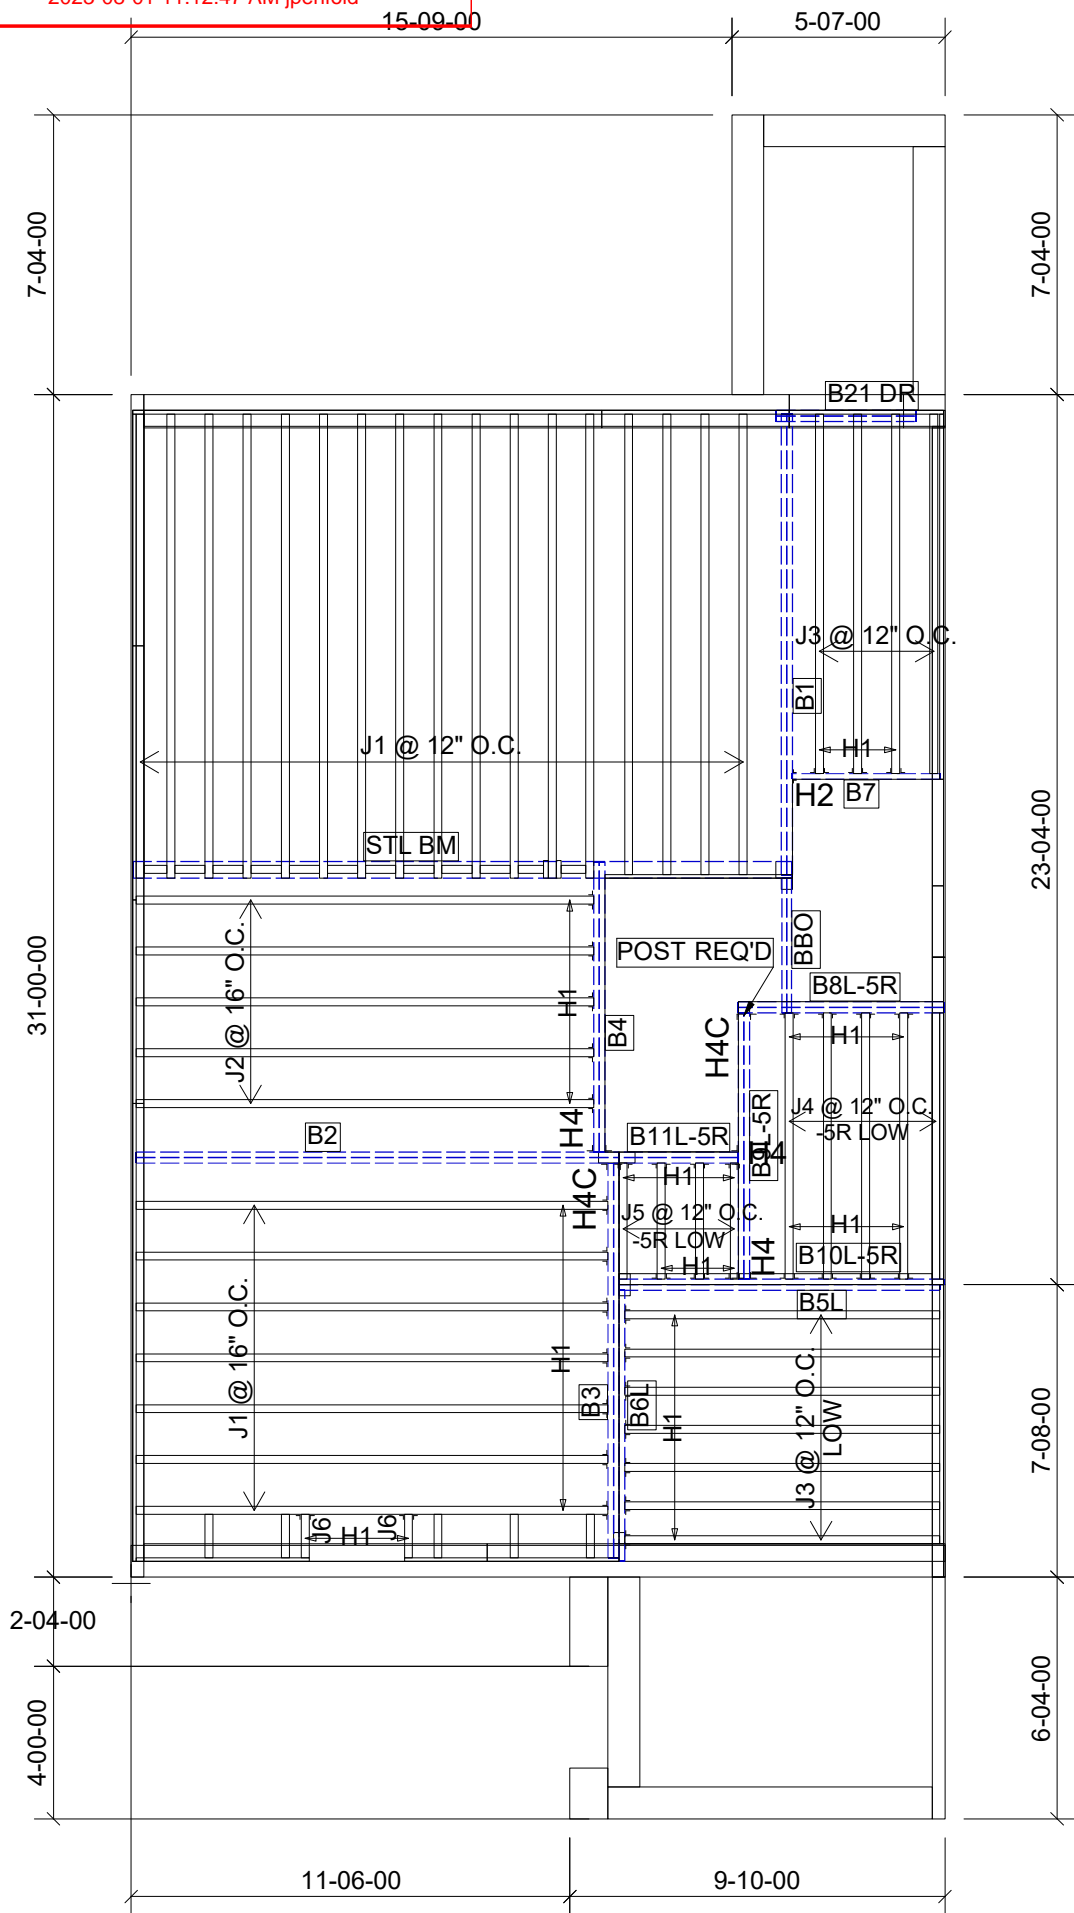 15-09-00
5-07-00
7-04-00
7-04-00
B21 DR
J3 @ 12" O.C.
B1
J1 @ 12" O.C.
H1
H2
B7
STL BM
23-04-00
31-00-00
J2 @ 16" O.C.
H1
B4
POST REQ'D
BBO
B8L-5R
H4C
H1
J4 @ 12" O.C.
-5R LOW
H4
B2
B11L-5R
H4
H4C
H1
J5 @ 12" O.C.
-5R LOW
H1
H4
H1
B10L-5R
B5L
J1 @ 16" O.C.
H1
B3
B6L
H1
J3 @ 12" O.C.
LOW
7-08-00
J6
H1
J6
2-04-00
4-00-00
6-04-00
11-06-00
9-10-00